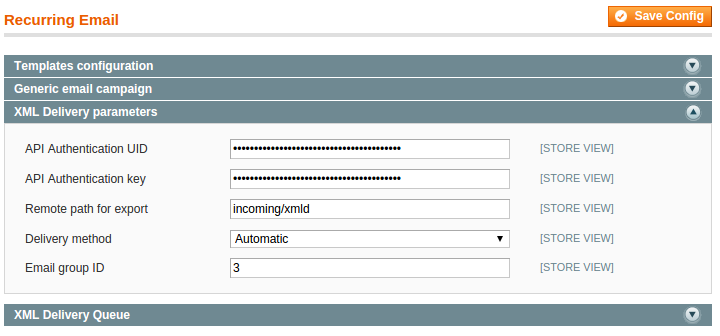 Recurring Email
Save Config
Templates configuration
Generic email campaign
XML Delivery parameters
API Authentication UID [STORE VIEW]
API Authentication key [STORE VIEW]
Remote path for export incoming/xmld [STORE VIEW]
Delivery method Automatic [STORE VIEW]
Email group ID 3 [STORE VIEW]
XML Delivery Queue